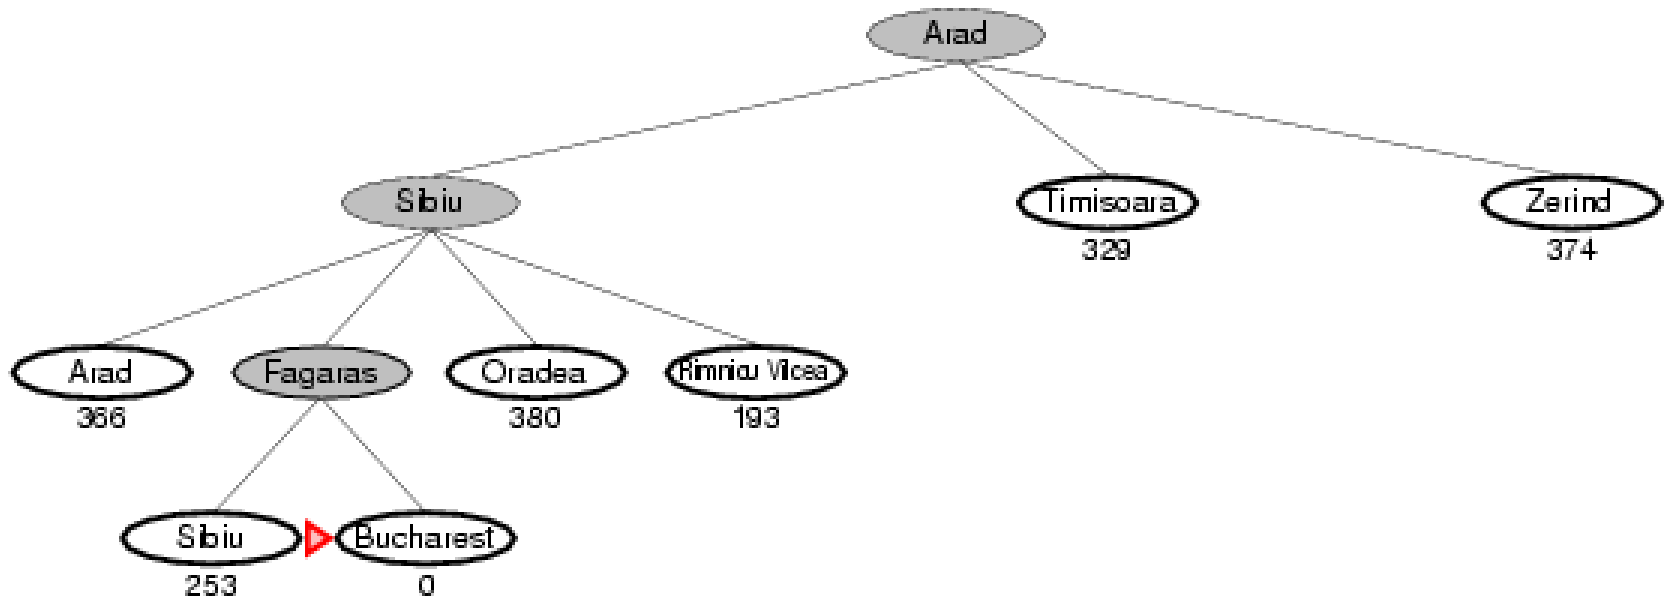 Arad
Sibiu
Timisoara
Zerind
329
374
Arad
Fagaras
Oradea
Rimnicu Vilcea
366
380
193
Sibiu
Bucharest
253
0